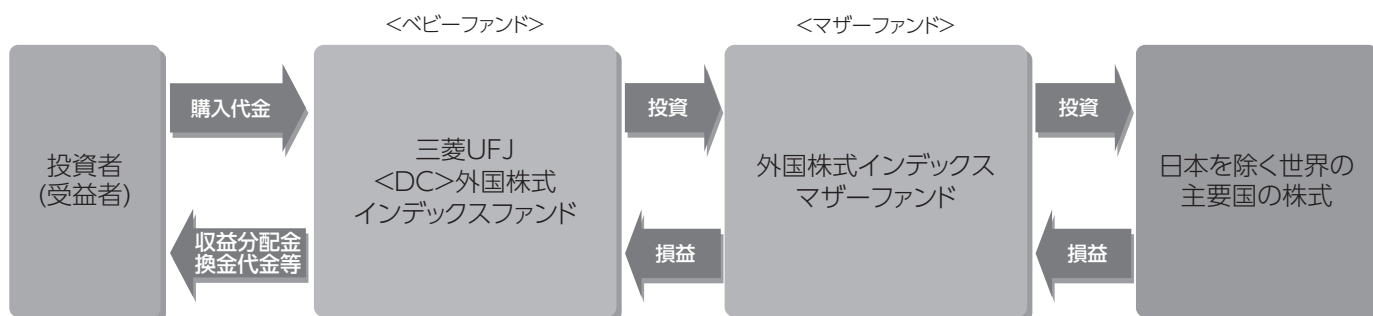 <ベビーファンド>
<マザーファンド>
投資者
(受益者)
購入代金
収益分配金
換金代金等
三菱UFJ
<DC>外国株式
インデックスファンド
投資
損益
外国株式インデックス
マザーファンド
投資
損益
日本を除く世界の
主要国の株式